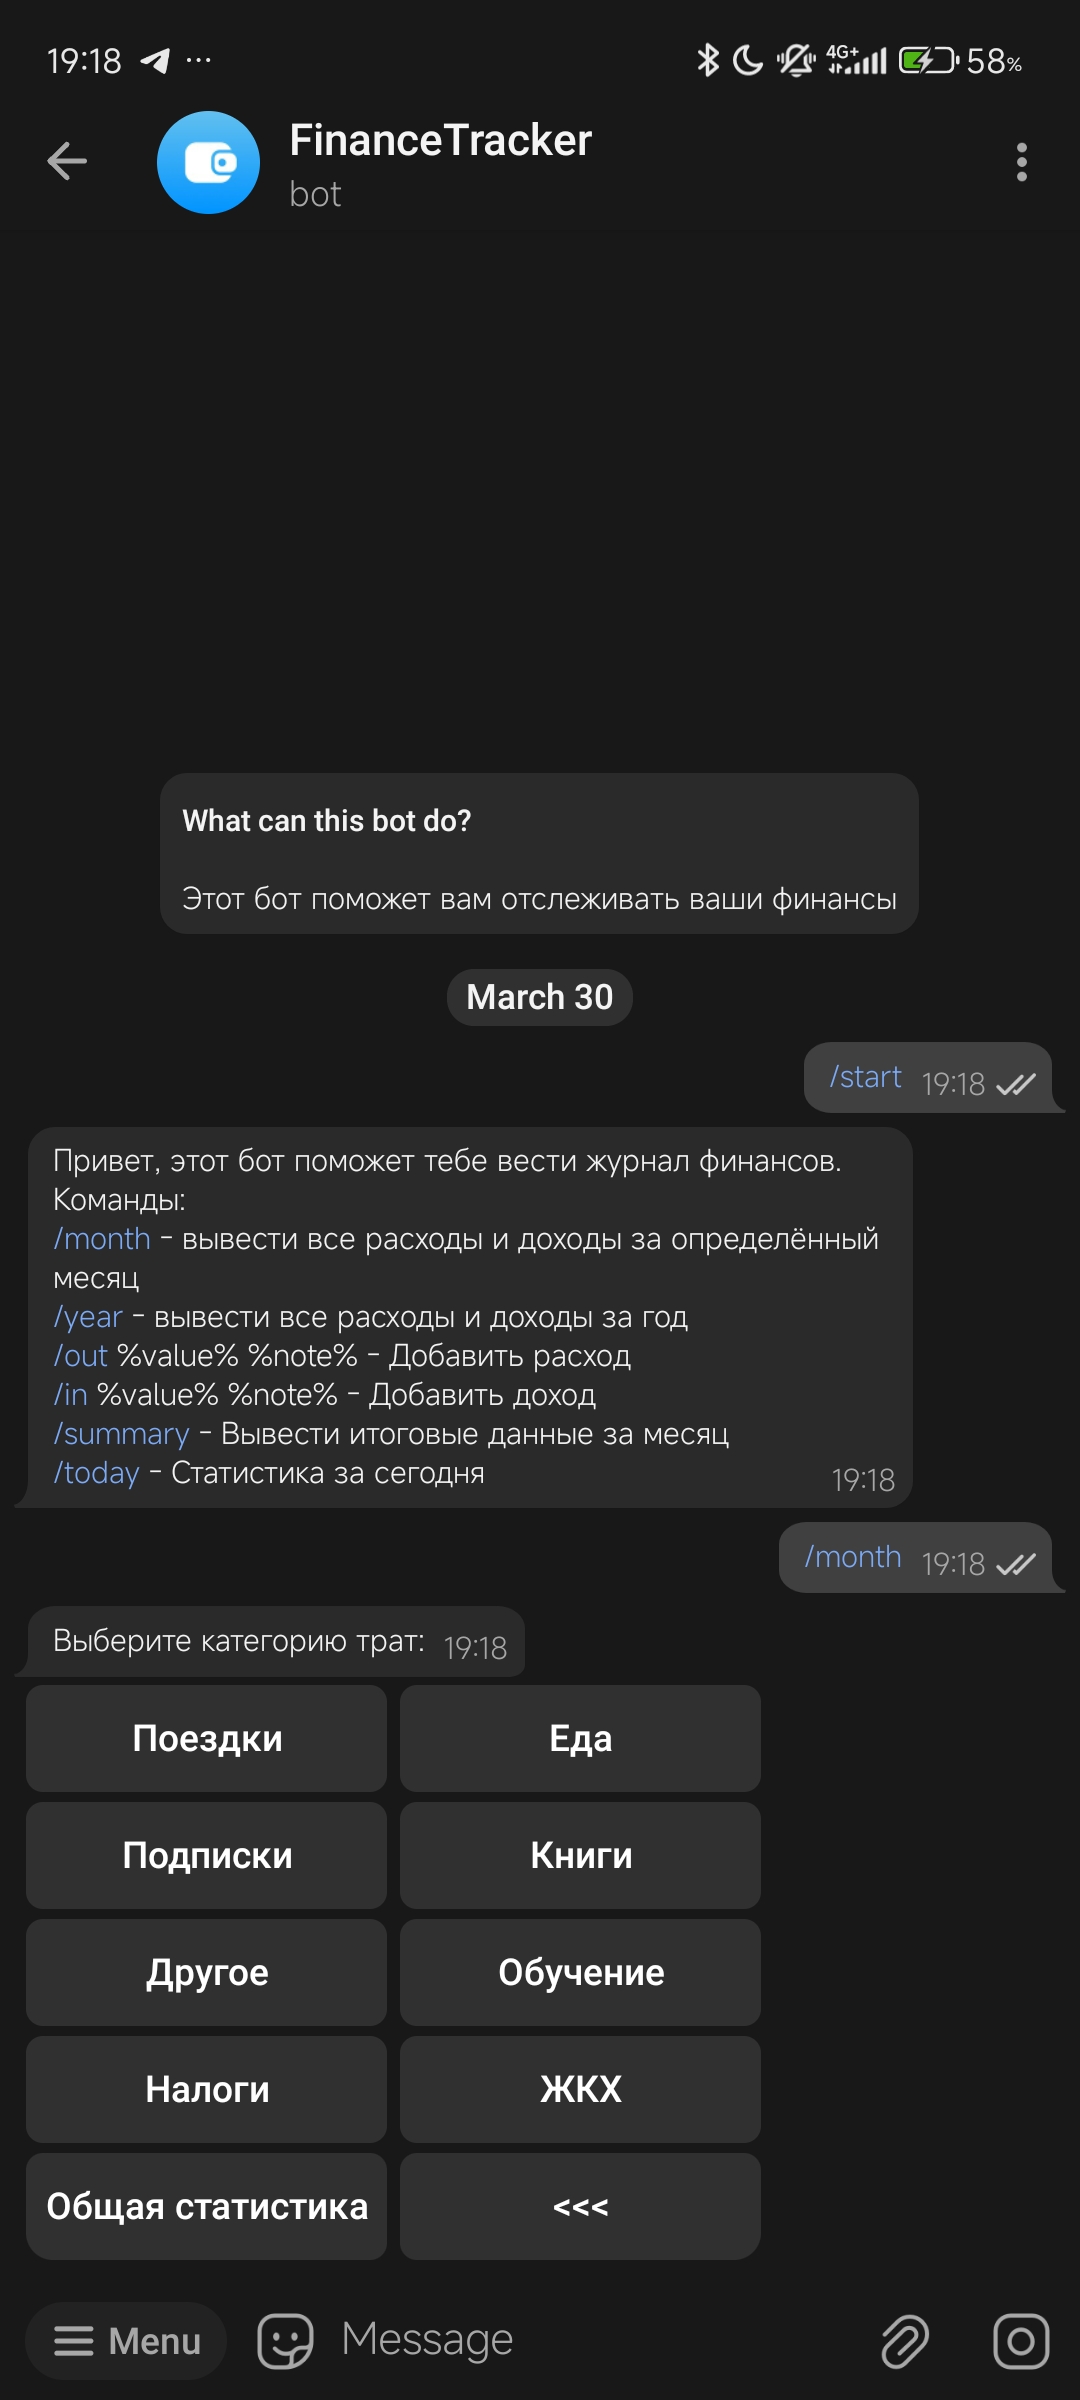 19:18 ... 4G+ 58%
FinanceTracker
bot
What can this bot do?
Этот бот поможет вам отслеживать ваши финансы
March 30
/start 19:18
Привет, этот бот поможет тебе вести журнал финансов.
Команды:
/month - вывести все расходы и доходы за определённый
месяц
/year - вывести все расходы и доходы за год
/out %value% %note% - Добавить расход
/in %value% %note% - Добавить доход
/summary - Вывести итоговые данные за месяц
/today - Статистика за сегодня 19:18
/month 19:18
Выберите категорию трат: 19:18
Поездки Еда
Подписки Книги
Другое Обучение
Налоги ЖКХ
Общая статистика <<<
Menu Message